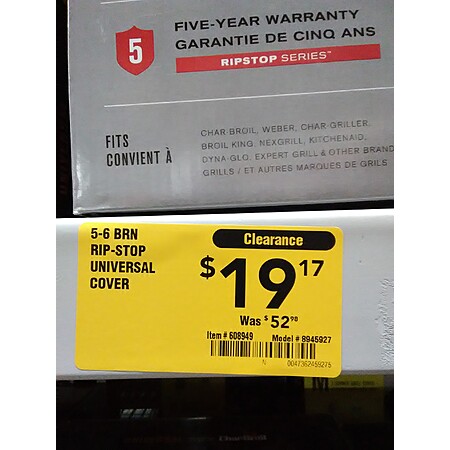 5
FIVE-YEAR WARRANTY
GARANTIE DE CINQ ANS
RIPSTOP SERIES™
FITS
CONVIENT À
CHAR-BROIL, WEBER, CHAR-GRILLER,
BROIL KING, NEXGRILL, KITCHENAID,
DYNA-GLO, EXPERT GRILL & OTHER BRAND
GRILLS / ET AUTRES MARQUES DE GRILS
5-6 BRN
RIP-STOP
UNIVERSAL
COVER
Clearance
$19.17
Was $52.98
Item # 608949 Model # 8945927
0047362459275